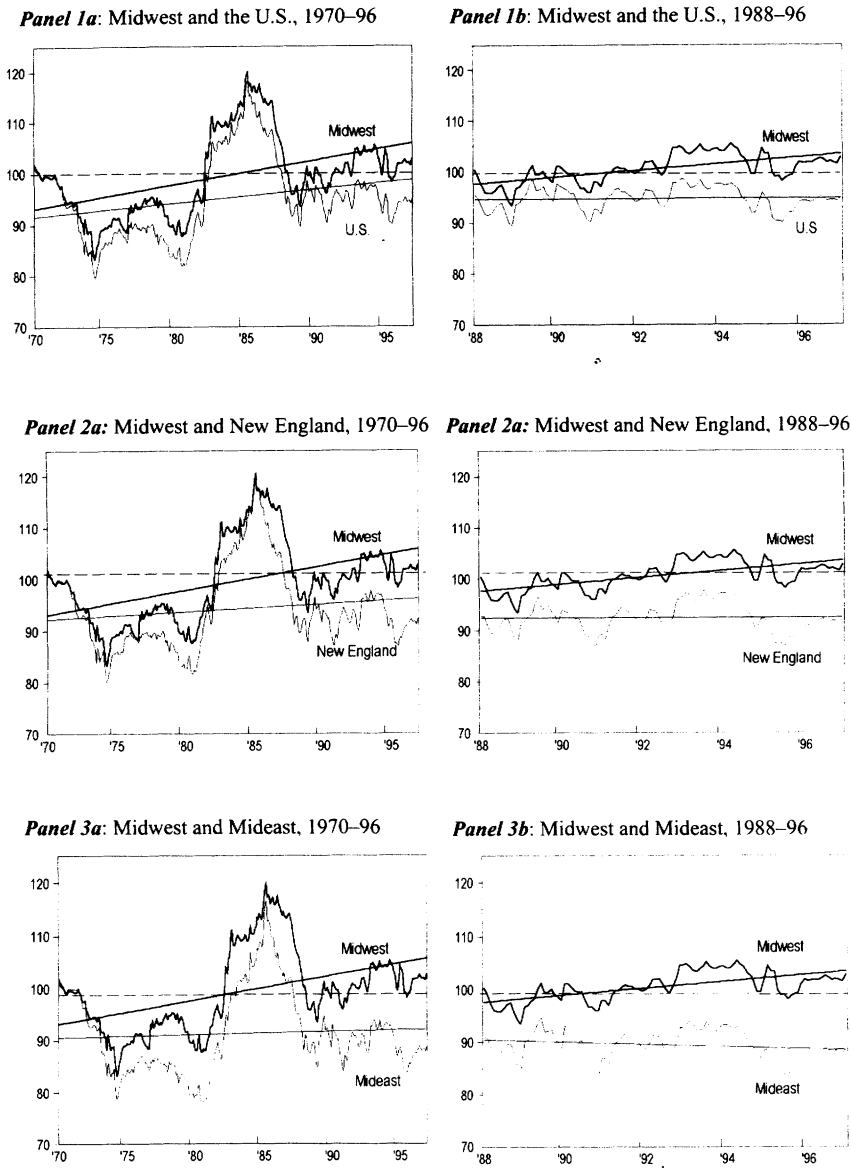 Panel 1a: Midwest and the U.S., 1970–96
120
110
100
90
80
70
Midwest
U.S.
'70 '75 '80 '85 '90 '95
Panel 1b: Midwest and the U.S., 1988–96
120
110
100
90
80
70
Midwest
U.S
'88 '90 '92 '94 '96
Panel 2a: Midwest and New England, 1970–96
120
110
100
90
80
70
Midwest
New England
'70 '75 '80 '85 '90 '95
Panel 2a: Midwest and New England, 1988–96
120
110
100
90
80
70
Midwest
New England
'88 '90 '92 '94 '96
Panel 3a: Midwest and Mideast, 1970–96
120
110
100
90
80
70
Midwest
Mideast
'70 '75 '80 '85 '90 '95
Panel 3b: Midwest and Mideast, 1988–96
120
110
100
90
80
70
Midwest
Mideast
'88 '90 '92 '94 '96